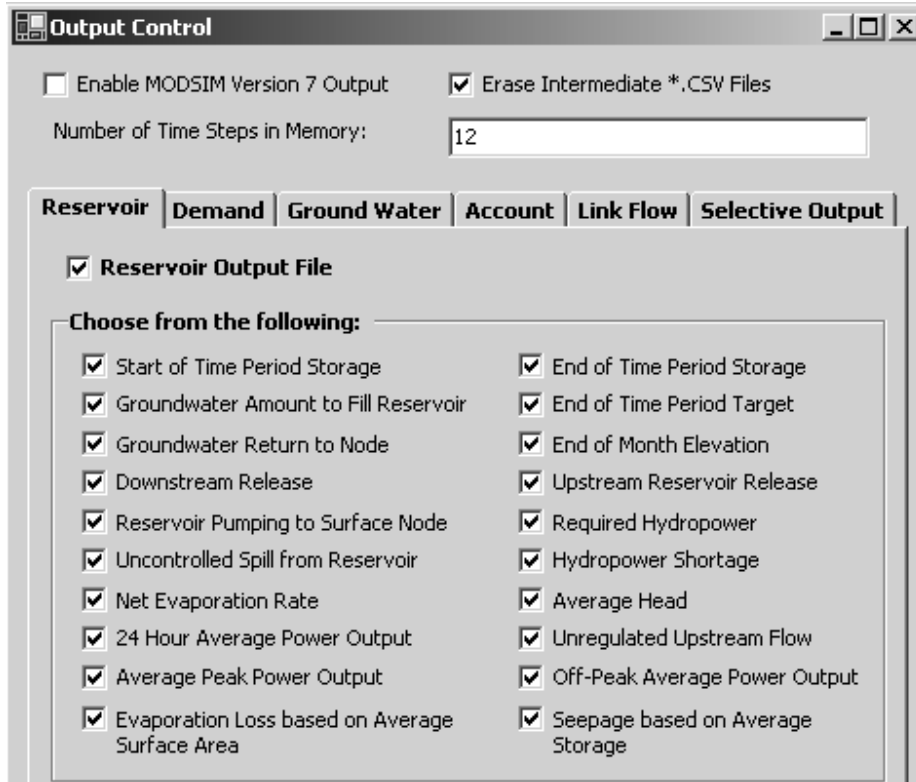 Output Control
Enable MODSIM Version 7 Output
Erase Intermediate *.CSV Files
Number of Time Steps in Memory:
12
Reservoir
Demand
Ground Water
Account
Link Flow
Selective Output
Reservoir Output File
Choose from the following:
Start of Time Period Storage
End of Time Period Storage
Groundwater Amount to Fill Reservoir
End of Time Period Target
Groundwater Return to Node
End of Month Elevation
Downstream Release
Upstream Reservoir Release
Reservoir Pumping to Surface Node
Required Hydropower
Uncontrolled Spill from Reservoir
Hydropower Shortage
Net Evaporation Rate
Average Head
24 Hour Average Power Output
Unregulated Upstream Flow
Average Peak Power Output
Off-Peak Average Power Output
Evaporation Loss based on Average
Surface Area
Seepage based on Average
Storage